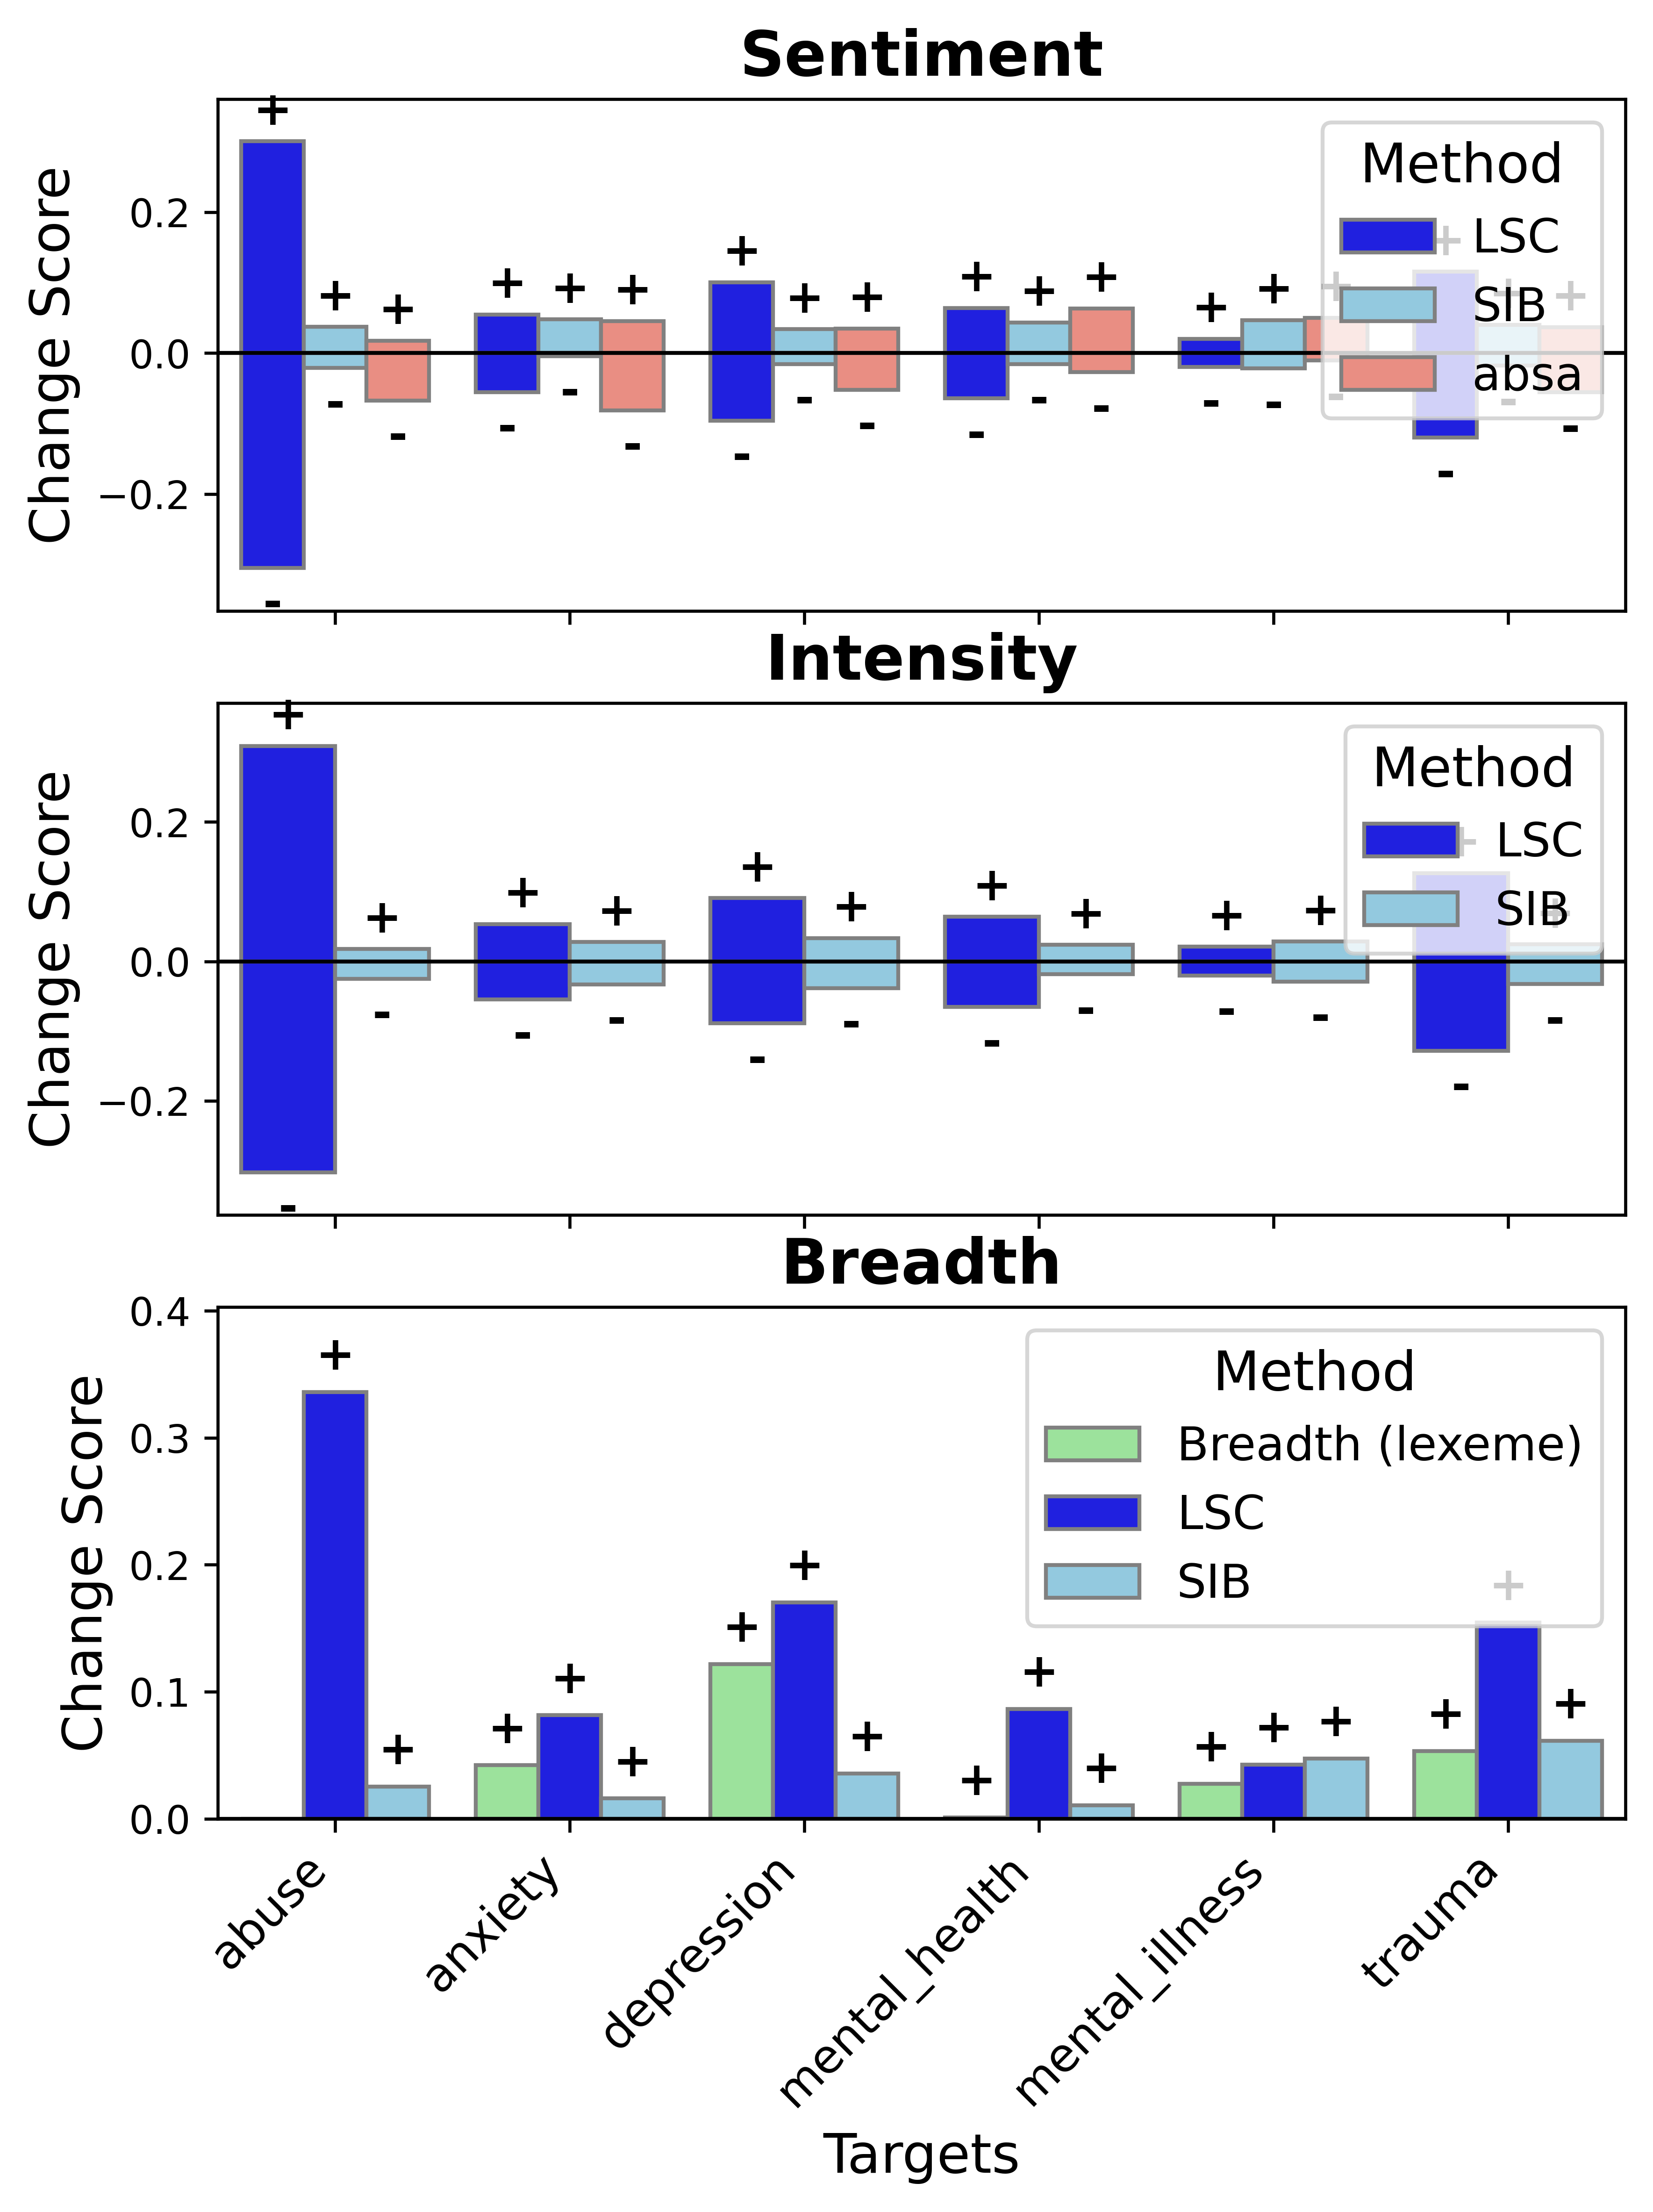 Sentiment
Change Score
0.2
0.0
−0.2
+ + + + + + + + + + + + + + + + + +
- - - - - - - - - - - - - - - - - -
Method
LSC
SIB
absa
Intensity
Change Score
0.2
0.0
−0.2
+ + + + + + + + + + + +
- - - - - - - - - - - -
Method
LSC
SIB
Breadth
Change Score
0.4
0.3
0.2
0.1
0.0
+ + + + + + + + + + + + + + + + +
Method
Breadth (lexeme)
LSC
SIB
abuse
anxiety
depression
mental_health
mental_illness
trauma
Targets